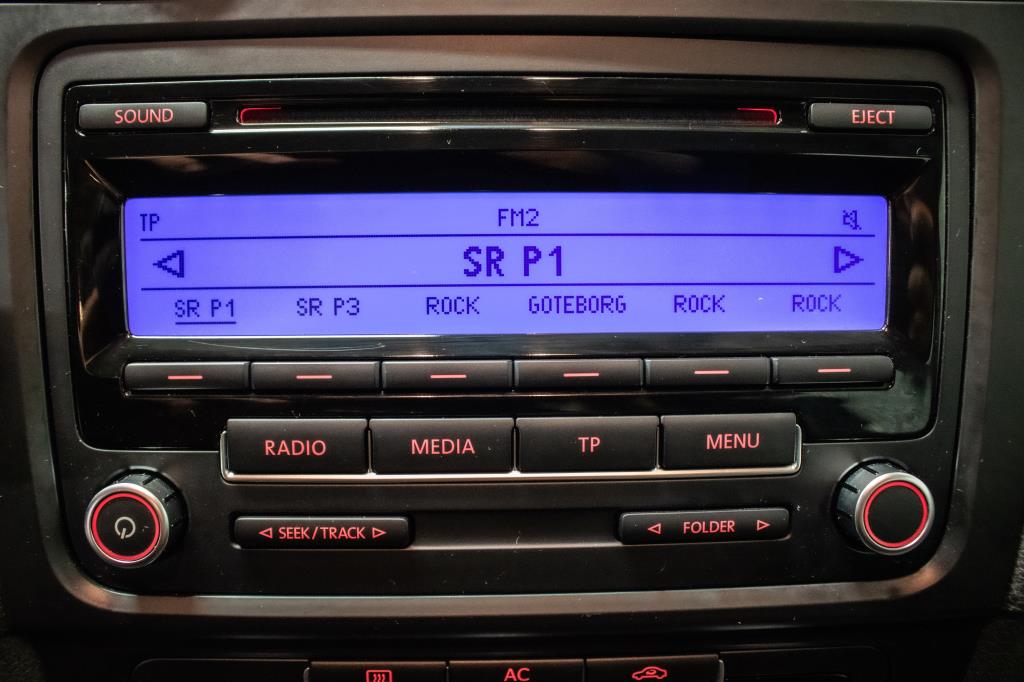 SOUND EJECT
TP FM2
SR P1
SR P1 SR P3 ROCK GOTEBORG ROCK ROCK
RADIO MEDIA TP MENU
SEEK/TRACK FOLDER
AC